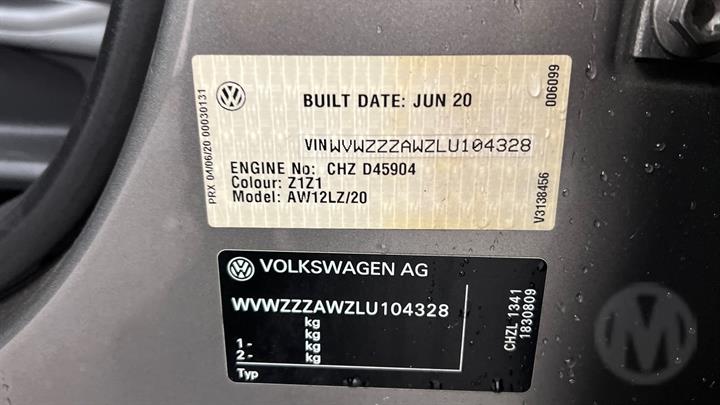 BUILT DATE: JUN 20
VIN WVWZZZAWZLU104328
ENGINE No: CHZ D45904
Colour: Z1Z1
Model: AW12LZ/20
PRX 04/06/20 00030131
006099
V3138456
VOLKSWAGEN AG
WVWZZZAWZLU104328
kg
kg
1 - kg
2 - kg
Typ
CHZL 1341
1830809
M